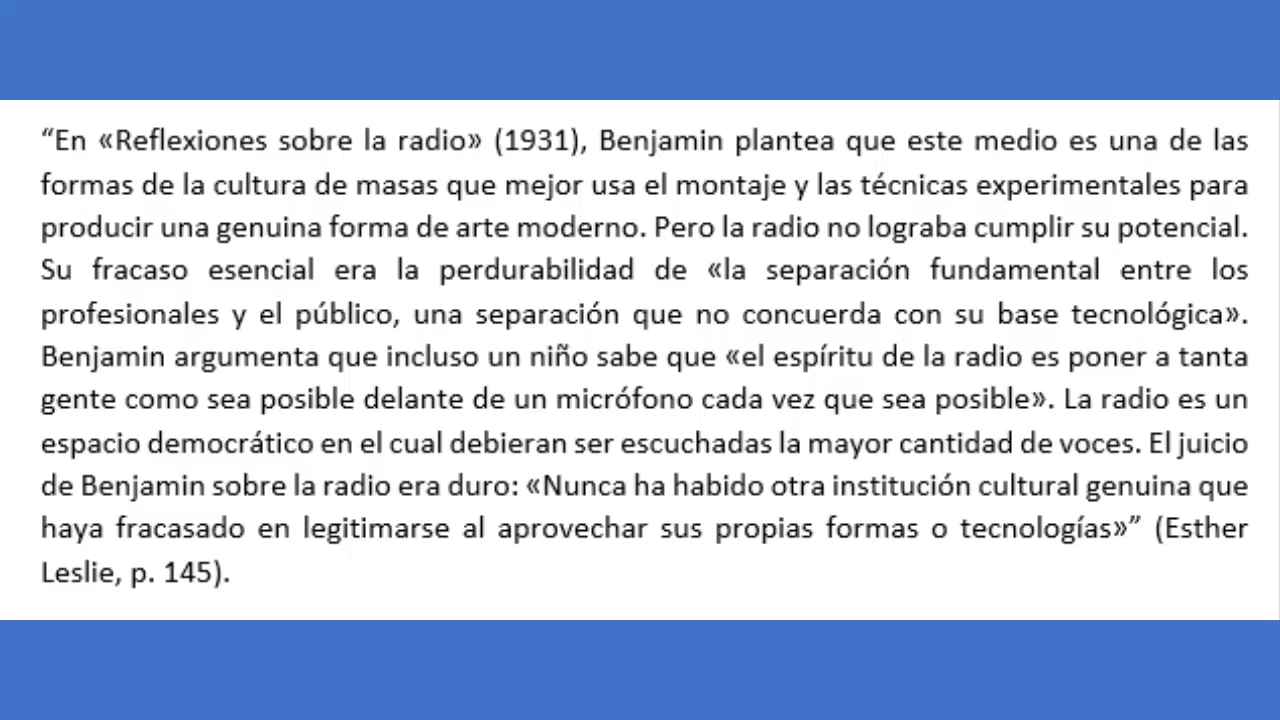 “En «Reflexiones sobre la radio» (1931), Benjamin plantea que este medio es una de las
formas de la cultura de masas que mejor usa el montaje y las técnicas experimentales para
producir una genuina forma de arte moderno. Pero la radio no lograba cumplir su potencial.
Su fracaso esencial era la perdurabilidad de «la separación fundamental entre los
profesionales y el público, una separación que no concuerda con su base tecnológica».
Benjamin argumenta que incluso un niño sabe que «el espíritu de la radio es poner a tanta
gente como sea posible delante de un micrófono cada vez que sea posible». La radio es un
espacio democrático en el cual debieran ser escuchadas la mayor cantidad de voces. El juicio
de Benjamin sobre la radio era duro: «Nunca ha habido otra institución cultural genuina que
haya fracasado en legitimarse al aprovechar sus propias formas o tecnologías»” (Esther
Leslie, p. 145).